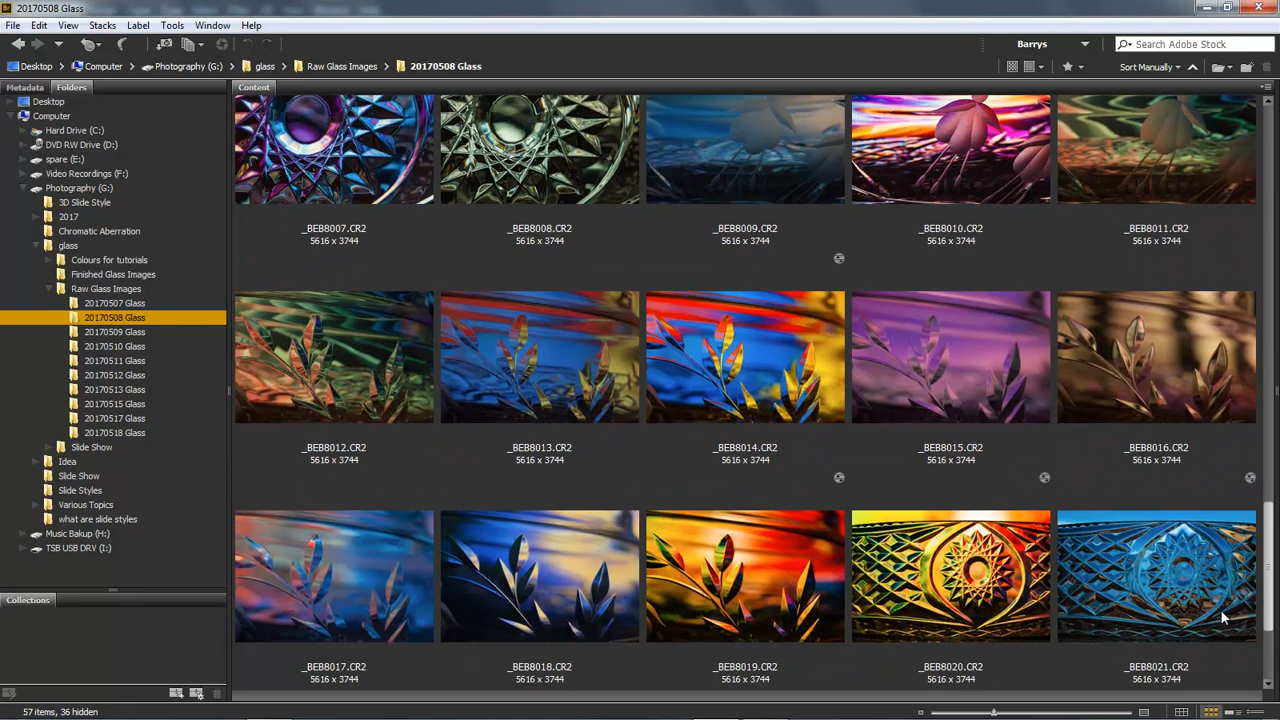 Br 20170508 Glass
File Edit View Stacks Label Tools Window Help
Barrys Search Adobe Stock
Desktop Computer Photography (G:) glass Raw Glass Images 20170508 Glass Sort Manually
Metadata Folders
Content
Desktop
Computer
Hard Drive (C:)
DVD RW Drive (D:)
spare (E:)
Video Recordings (F:)
Photography (G:)
3D Slide Style
2017
Chromatic Aberration
glass
Colours for tutorials
Finished Glass Images
Raw Glass Images
20170507 Glass
20170508 Glass
20170509 Glass
20170510 Glass
20170511 Glass
20170512 Glass
20170513 Glass
20170515 Glass
20170517 Glass
20170518 Glass
Slide Show
Idea
Slide Show
Slide Styles
Various Topics
what are slide styles
Music Bakup (H:)
TSB USB DRV (I:)
Collections
_BEB8007.CR2 _BEB8008.CR2 _BEB8009.CR2 _BEB8010.CR2 _BEB8011.CR2
5616 x 3744 5616 x 3744 5616 x 3744 5616 x 3744 5616 x 3744
_BEB8012.CR2 _BEB8013.CR2 _BEB8014.CR2 _BEB8015.CR2 _BEB8016.CR2
5616 x 3744 5616 x 3744 5616 x 3744 5616 x 3744 5616 x 3744
_BEB8017.CR2 _BEB8018.CR2 _BEB8019.CR2 _BEB8020.CR2 _BEB8021.CR2
5616 x 3744 5616 x 3744 5616 x 3744 5616 x 3744 5616 x 3744
57 items, 36 hidden